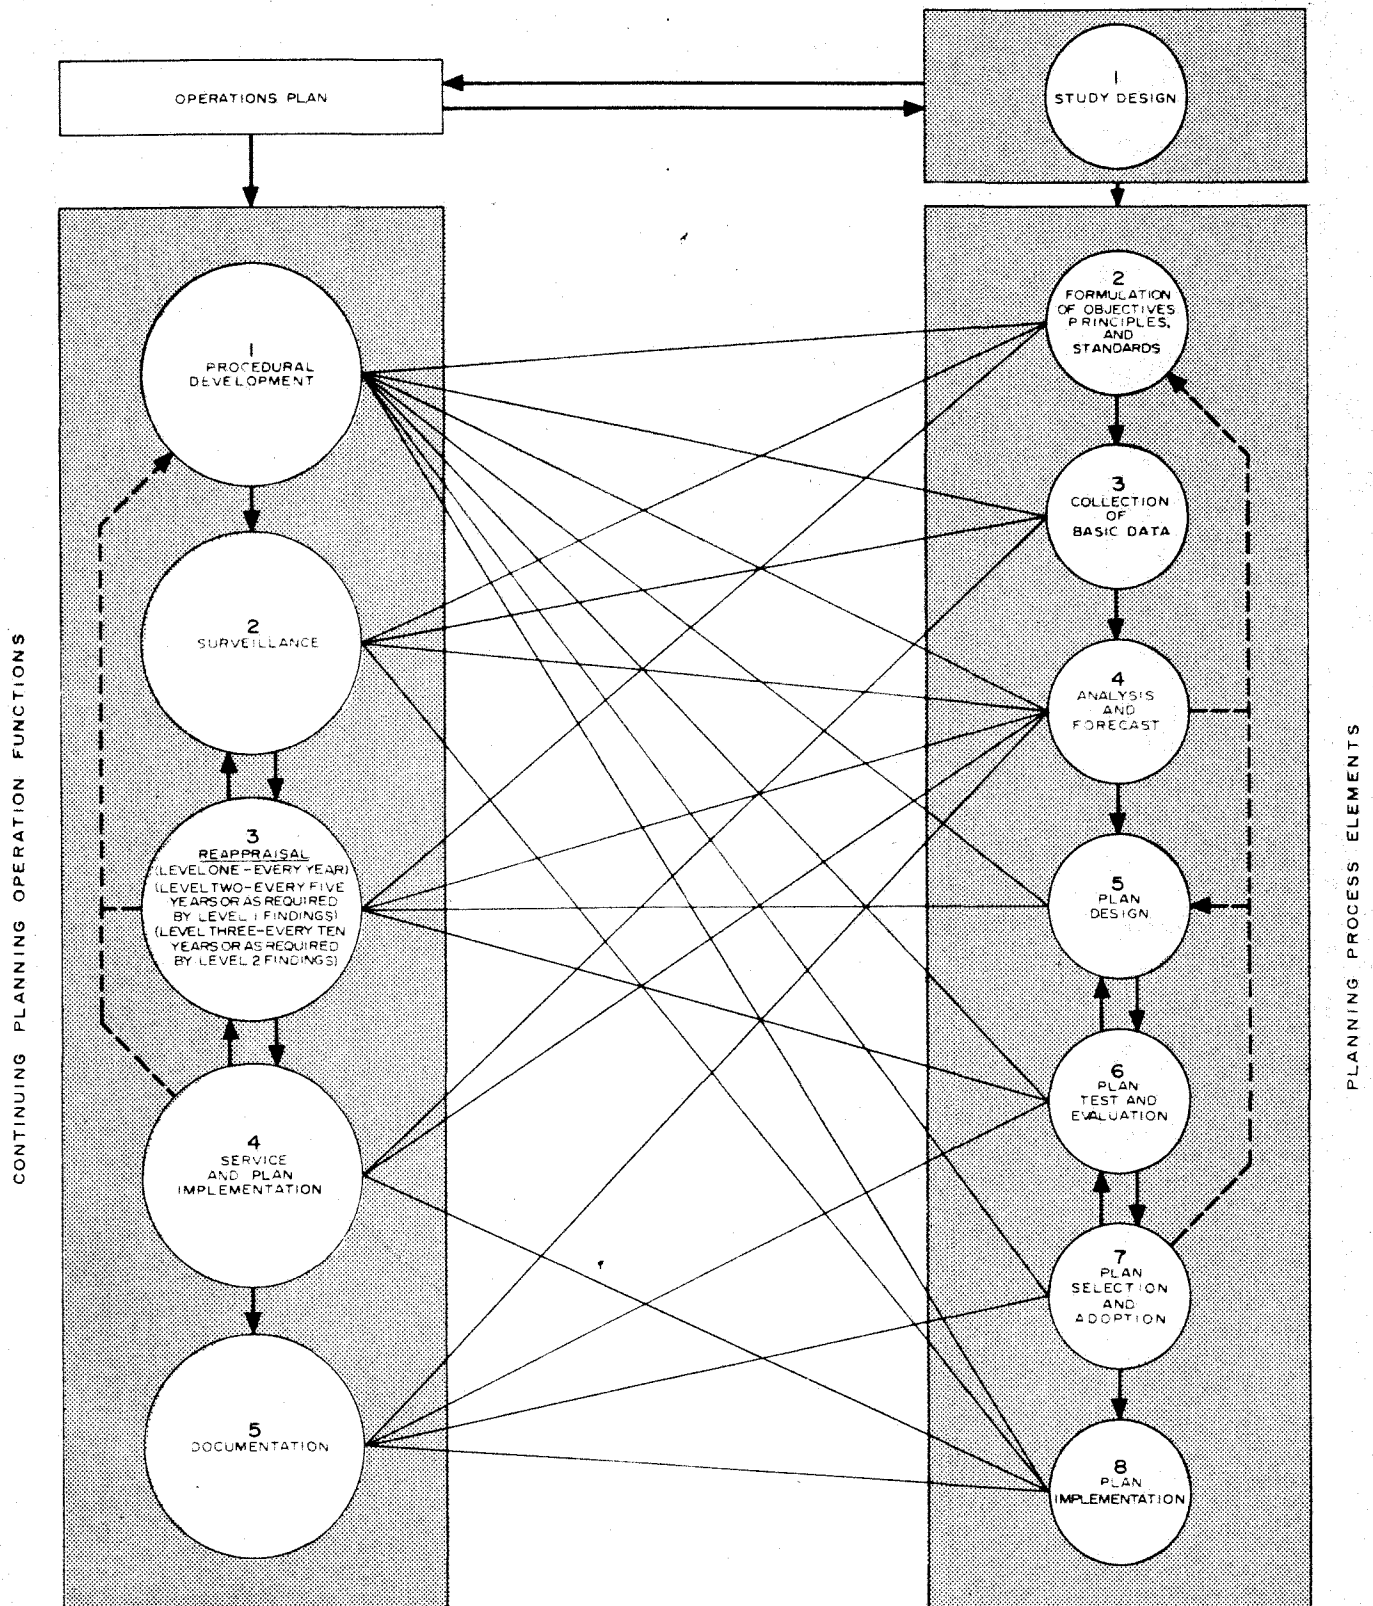 OPERATIONS PLAN
1
STUDY DESIGN
CONTINUING PLANNING OPERATION FUNCTIONS
1
PROCEDURAL
DEVELOPMENT
2
SURVEILLANCE
3
REAPPRAISAL
(LEVEL ONE-EVERY YEAR)
(LEVEL TWO-EVERY FIVE
YEARS OR AS REQUIRED
BY LEVEL 1 FINDINGS)
(LEVEL THREE-EVERY TEN
YEARS OR AS REQUIRED
BY LEVEL 2 FINDINGS)
4
SERVICE
AND PLAN
IMPLEMENTATION
5
DOCUMENTATION
2
FORMULATION
OF OBJECTIVES
PRINCIPLES,
AND
STANDARDS
3
COLLECTION
OF
BASIC DATA
4
ANALYSIS
AND
FORECAST
5
PLAN
DESIGN
6
PLAN
TEST AND
EVALUATION
7
PLAN
SELECTION
AND
ADOPTION
8
PLAN
IMPLEMENTATION
PLANNING PROCESS ELEMENTS